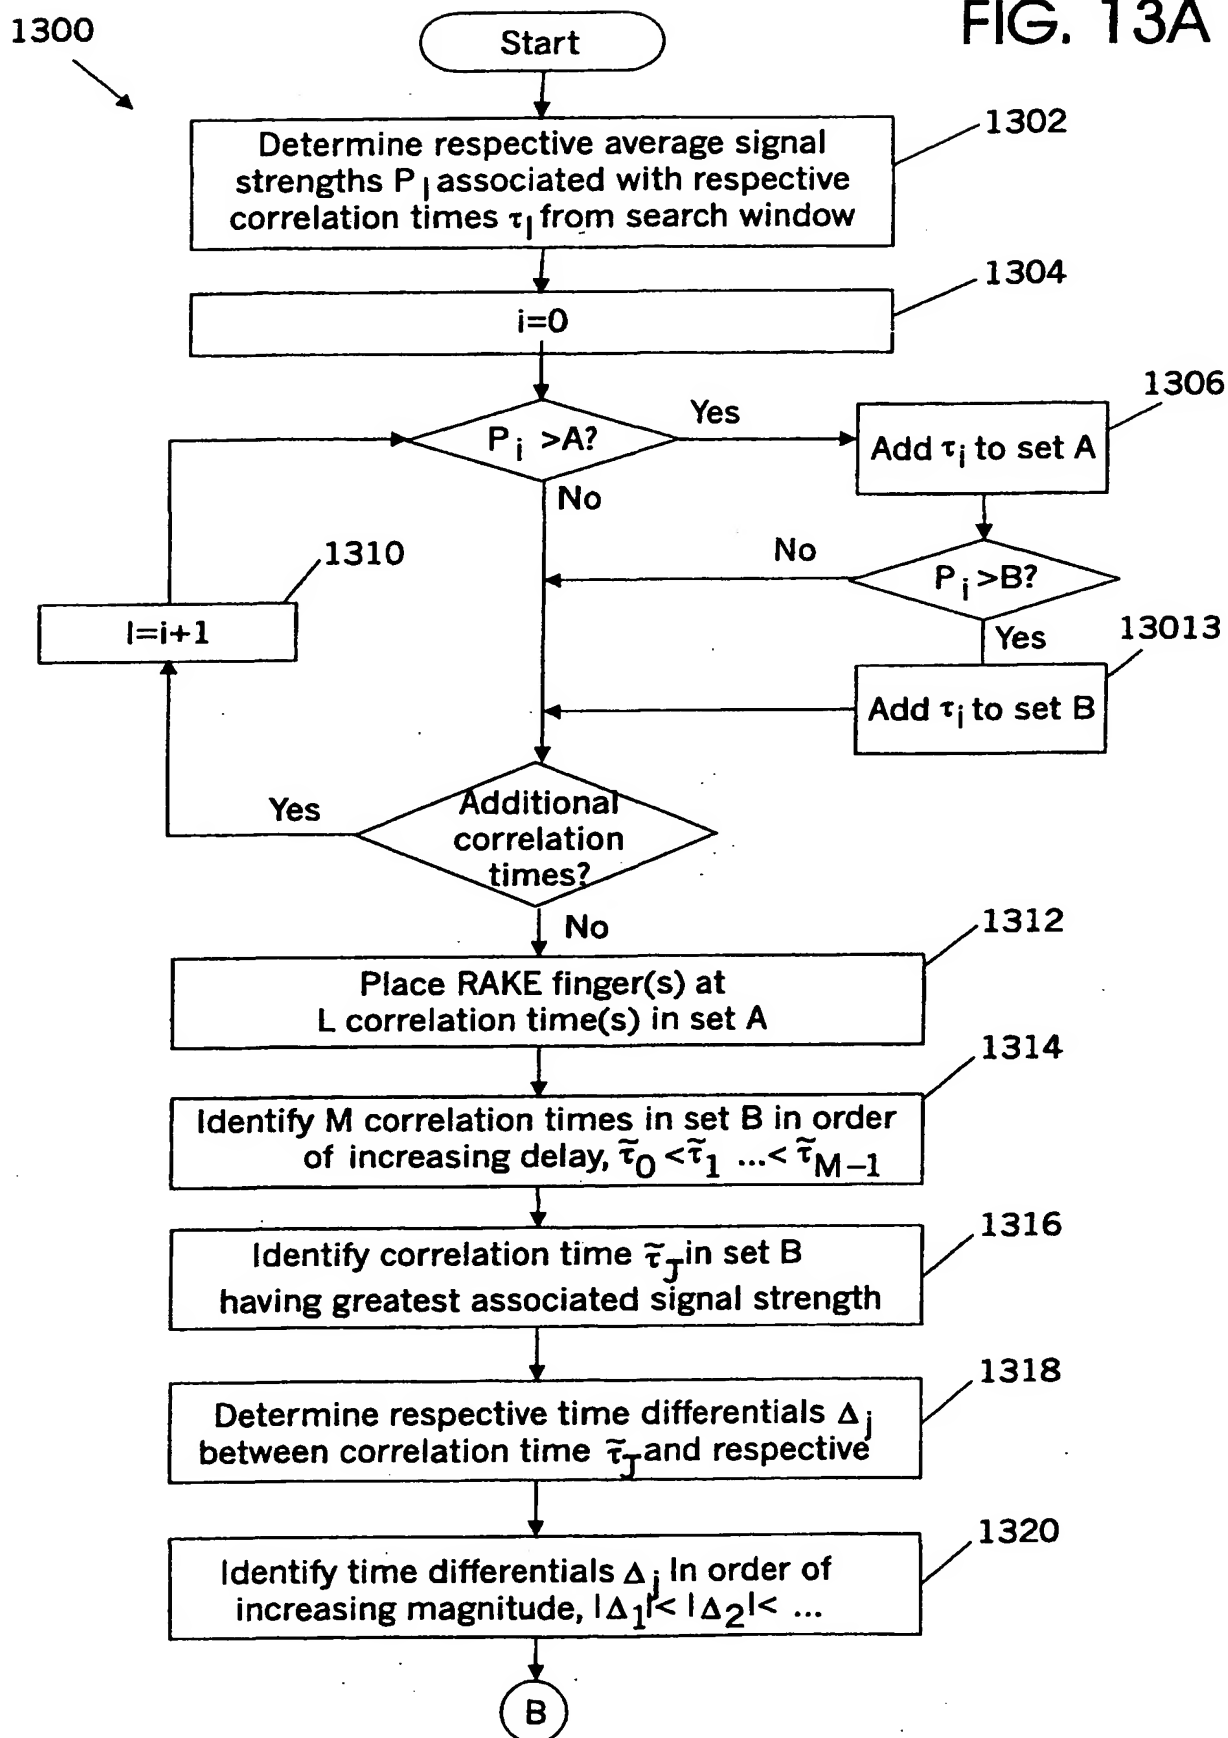 1300
Start
FIG. 13A
1302
Determine respective average signal
strengths P l associated with respective
correlation times τl from search window
1304
i=0
1306
Pi >A?
Yes
Add τi to set A
No
1310
No
Pi >B?
l=i+1
Yes
13013
Add τi to set B
Yes
Additional
correlation
times?
No
1312
Place RAKE finger(s) at
L correlation time(s) in set A
1314
Identify M correlation times in set B in order
of increasing delay, τ̃0 <τ̃1 ...< τ̃M−1
1316
Identify correlation time τ̃J in set B
having greatest associated signal strength
1318
Determine respective time differentials Δj
between correlation time τ̃J and respective
1320
Identify time differentials Δj In order of
increasing magnitude, |Δ1|< |Δ2|< ...
B